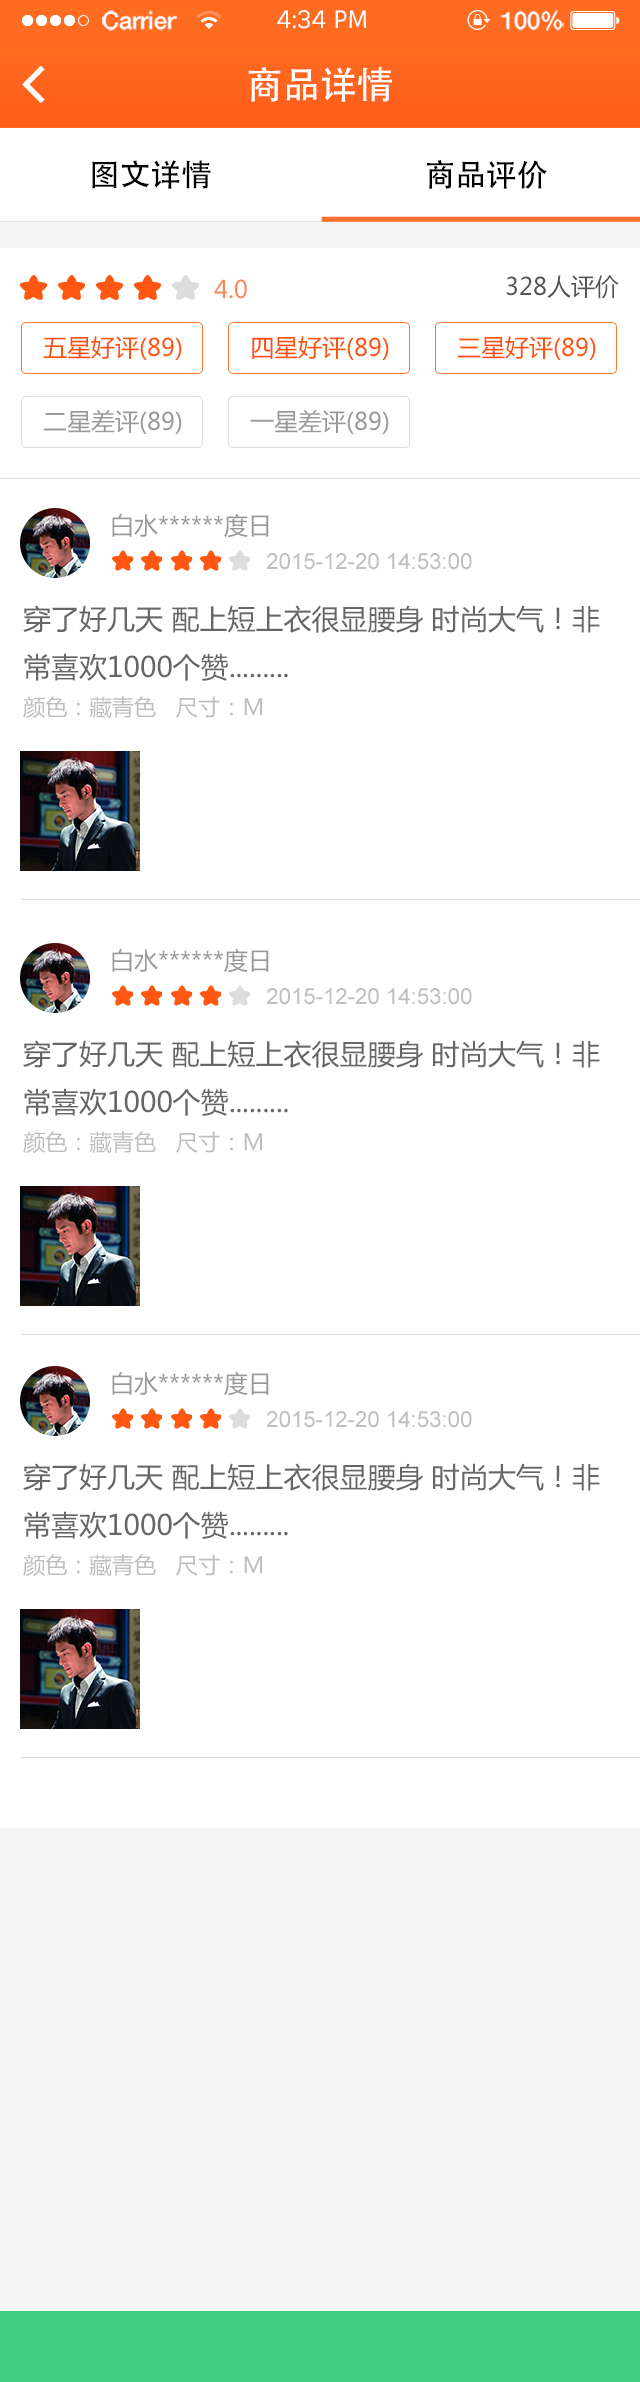 Carrier 4:34 PM 100%
商品详情
图文详情 商品评价
4.0 328人评价
五星好评(89) 四星好评(89) 三星好评(89)
二星差评(89) 一星差评(89)
白水******度日
2015-12-20 14:53:00
穿了好几天 配上短上衣很显腰身 时尚大气！非
常喜欢1000个赞.........
颜色：藏青色 尺寸：M
白水******度日
2015-12-20 14:53:00
穿了好几天 配上短上衣很显腰身 时尚大气！非
常喜欢1000个赞.........
颜色：藏青色 尺寸：M
白水******度日
2015-12-20 14:53:00
穿了好几天 配上短上衣很显腰身 时尚大气！非
常喜欢1000个赞.........
颜色：藏青色 尺寸：M